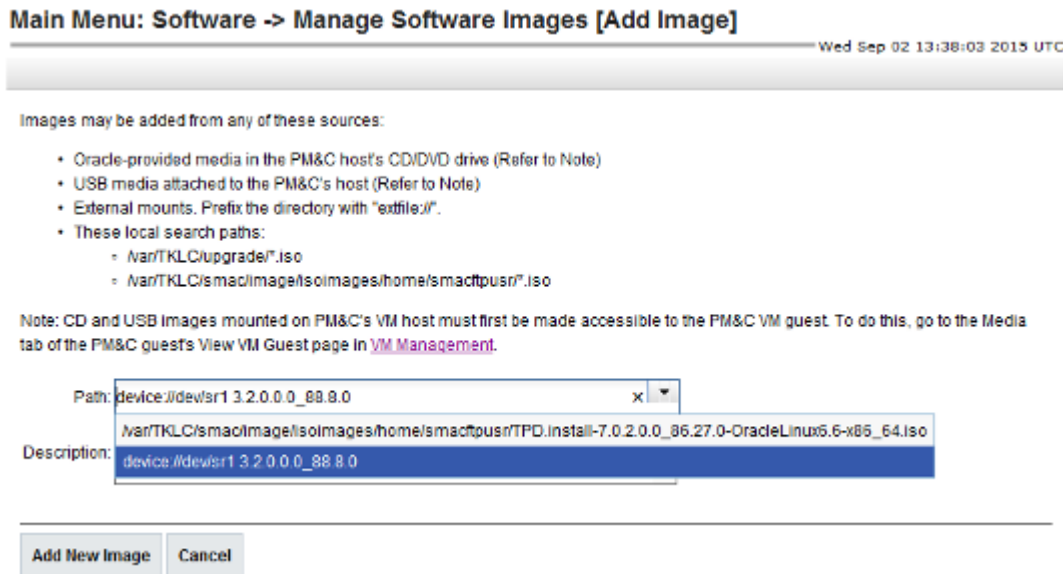 Main Menu: Software -> Manage Software Images [Add Image]
Wed Sep 02 13:38:03 2015 UTC
Images may be added from any of these sources:
• Oracle-provided media in the PM&C host's CD/DVD drive (Refer to Note)
• USB media attached to the PM&C's host (Refer to Note)
• External mounts. Prefix the directory with "extfile://".
• These local search paths:
◦ /var/TKLC/upgrade/*.iso
◦ /var/TKLC/smac/image/isoimages/home/smacftpusr/*.iso
Note: CD and USB images mounted on PM&C's VM host must first be made accessible to the PM&C VM guest. To do this, go to the Media
tab of the PM&C guest's View VM Guest page in VM Management.
Path: device://dev/sr1 3.2.0.0.0_88.8.0 x
/var/TKLC/smac/image/isoimages/home/smacftpusr/TPD.install-7.0.2.0.0_86.27.0-OracleLinux6.6-x86_64.iso
Description: device://dev/sr1 3.2.0.0.0_88.8.0
Add New Image Cancel